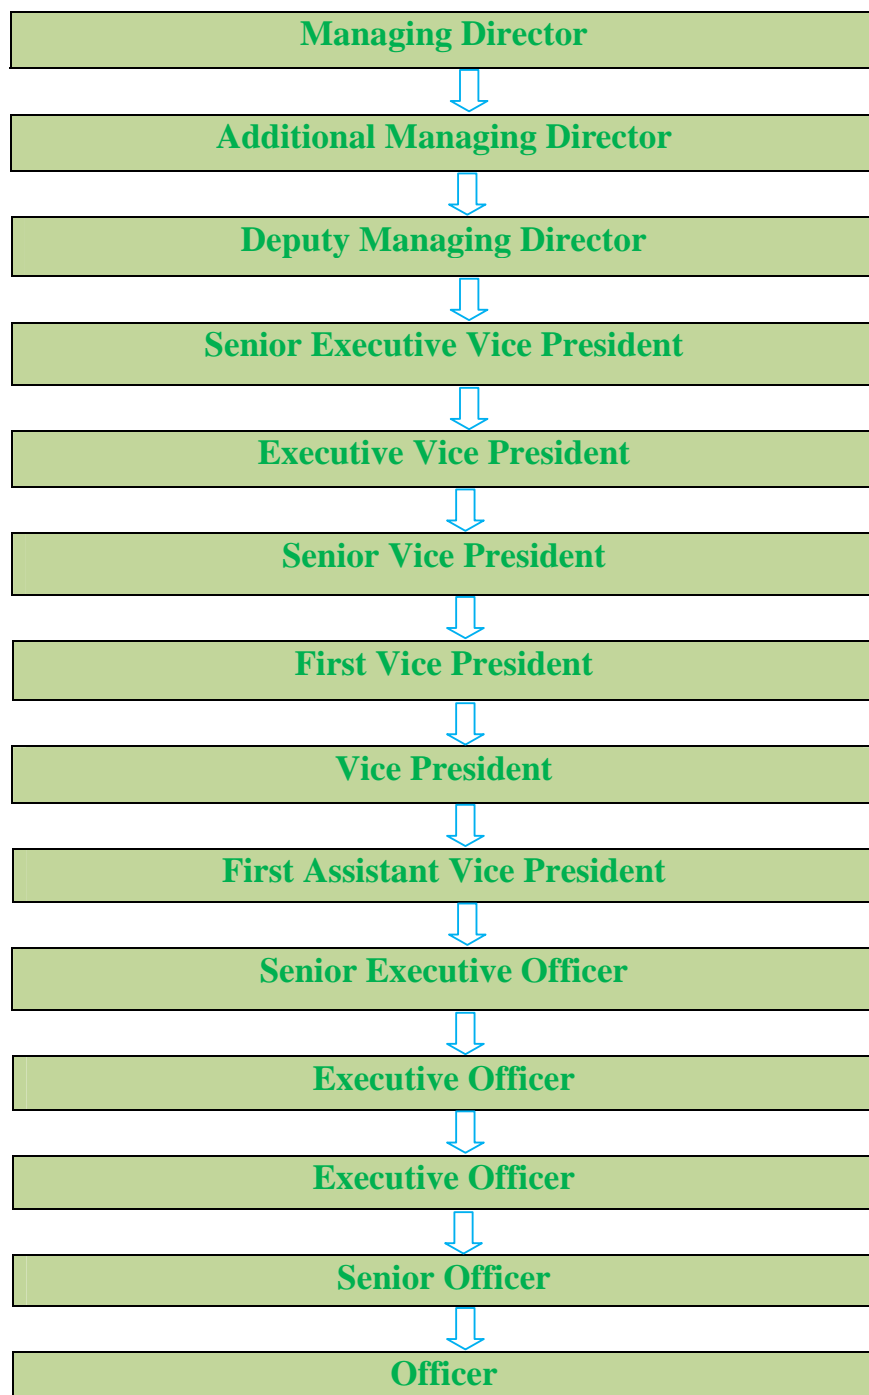 Managing Director
Additional Managing Director
Deputy Managing Director
Senior Executive Vice President
Executive Vice President
Senior Vice President
First Vice President
Vice President
First Assistant Vice President
Senior Executive Officer
Executive Officer
Executive Officer
Senior Officer
Officer